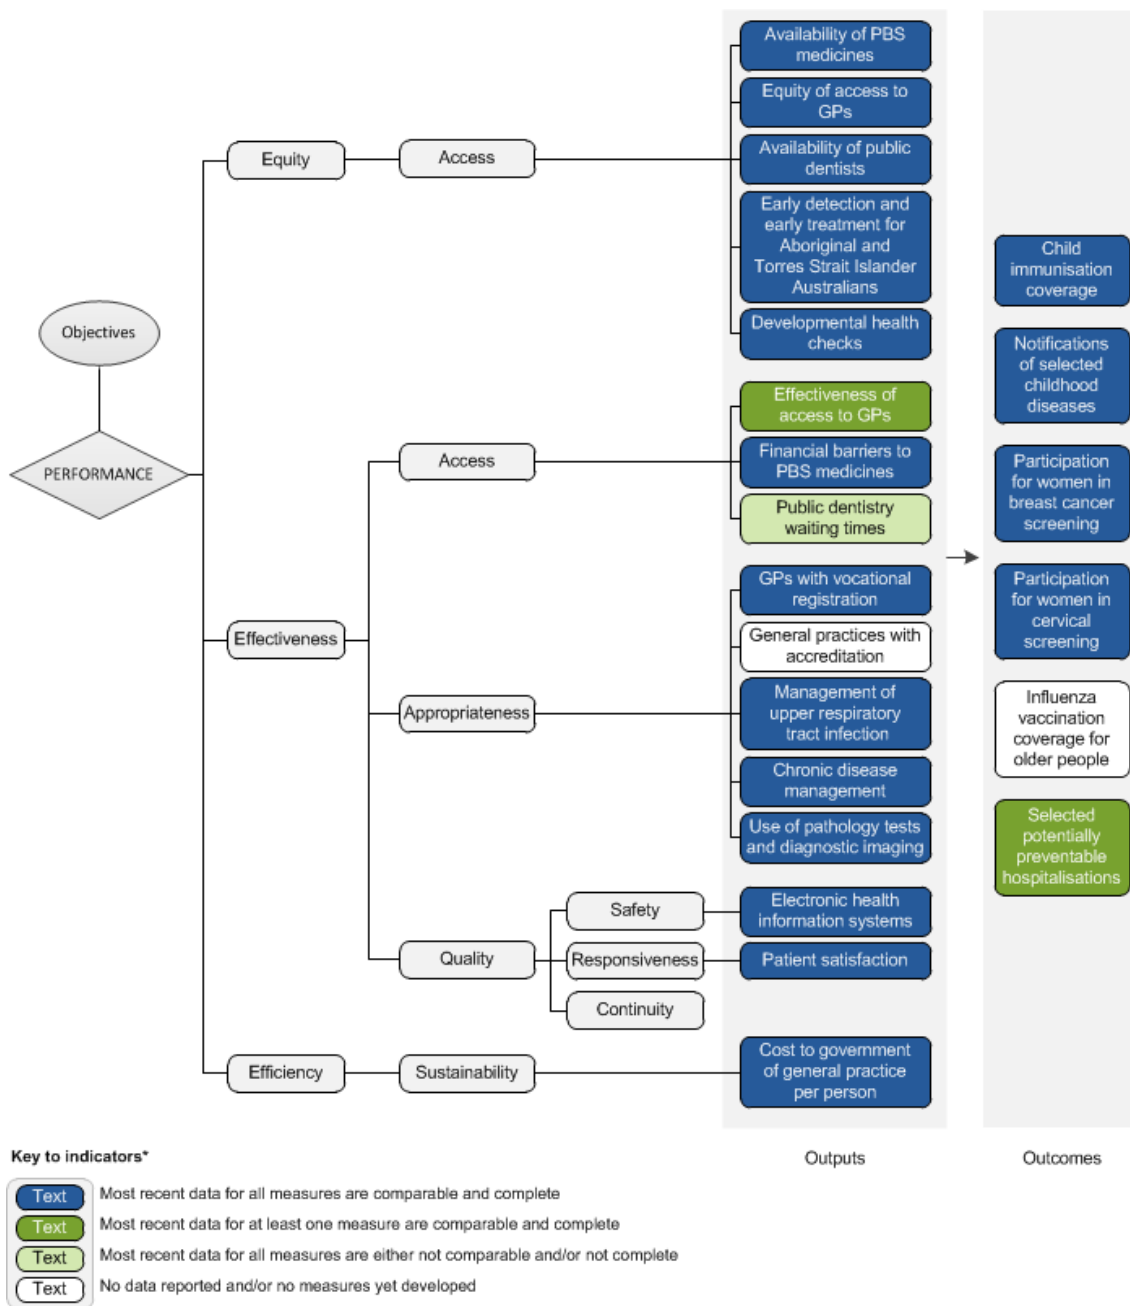 Objectives
PERFORMANCE
Equity
Access
Availability of PBS
medicines
Equity of access to
GPs
Availability of public
dentists
Early detection and
early treatment for
Aboriginal and
Torres Strait Islander
Australians
Developmental health
checks
Effectiveness
Access
Effectiveness of
access to GPs
Financial barriers to
PBS medicines
Public dentistry
waiting times
Appropriateness
GPs with vocational
registration
General practices with
accreditation
Management of
upper respiratory
tract infection
Chronic disease
management
Use of pathology tests
and diagnostic imaging
Quality
Safety
Electronic health
information systems
Responsiveness
Patient satisfaction
Continuity
Efficiency
Sustainability
Cost to government
of general practice
per person
Child
immunisation
coverage
Notifications
of selected
childhood
diseases
Participation
for women in
breast cancer
screening
Participation
for women in
cervical
screening
Influenza
vaccination
coverage for
older people
Selected
potentially
preventable
hospitalisations
Outputs
Outcomes
Key to indicators*
Text Most recent data for all measures are comparable and complete
Text Most recent data for at least one measure are comparable and complete
Text Most recent data for all measures are either not comparable and/or not complete
Text No data reported and/or no measures yet developed